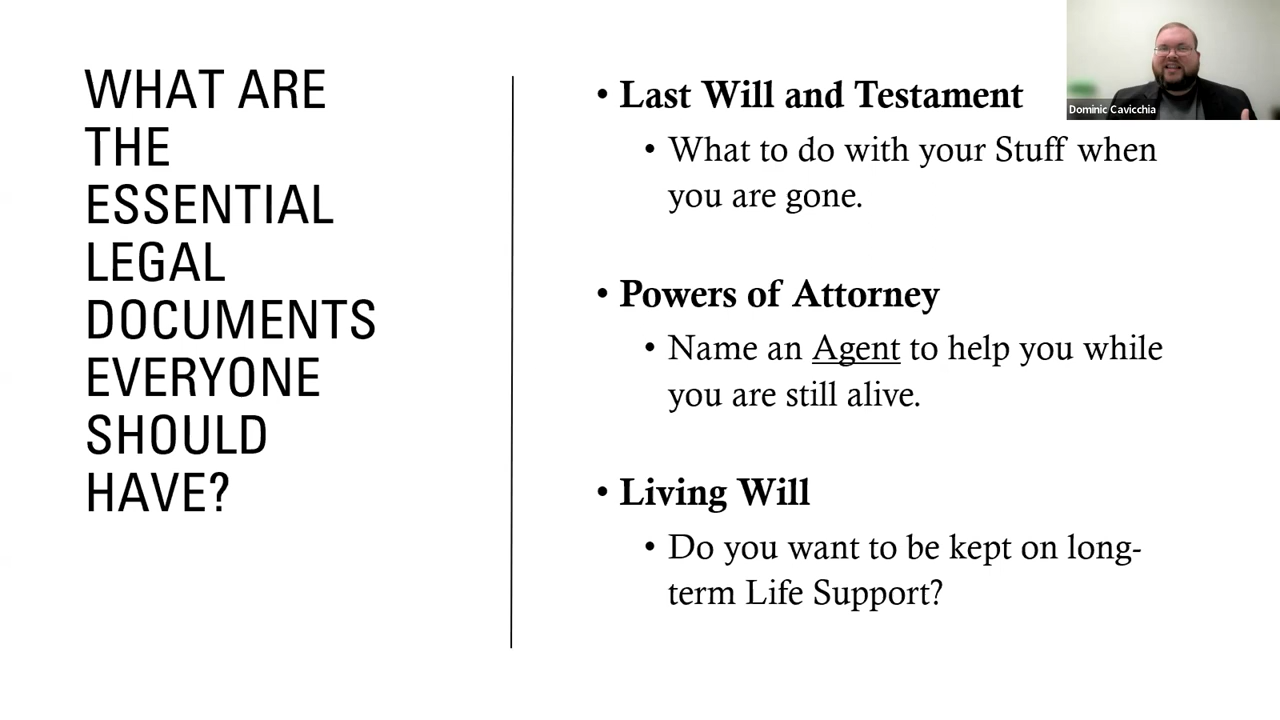 WHAT ARE
THE
ESSENTIAL
LEGAL
DOCUMENTS
EVERYONE
SHOULD
HAVE?
• Last Will and Testament
• What to do with your Stuff when
you are gone.
• Powers of Attorney
• Name an Agent to help you while
you are still alive.
• Living Will
• Do you want to be kept on long-
term Life Support?
Dominic Cavicchia